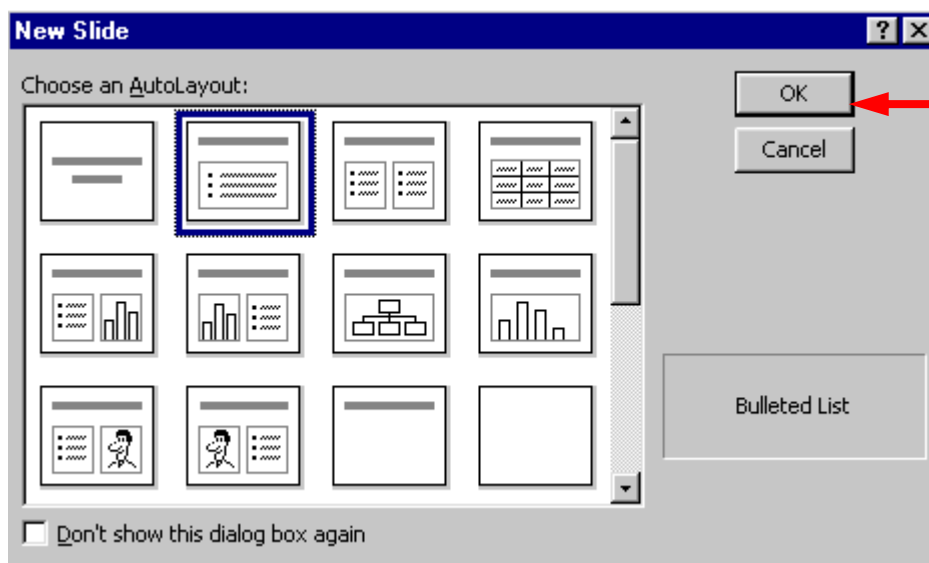 New Slide
Choose an AutoLayout:
OK
Cancel
Bulleted List
Don't show this dialog box again